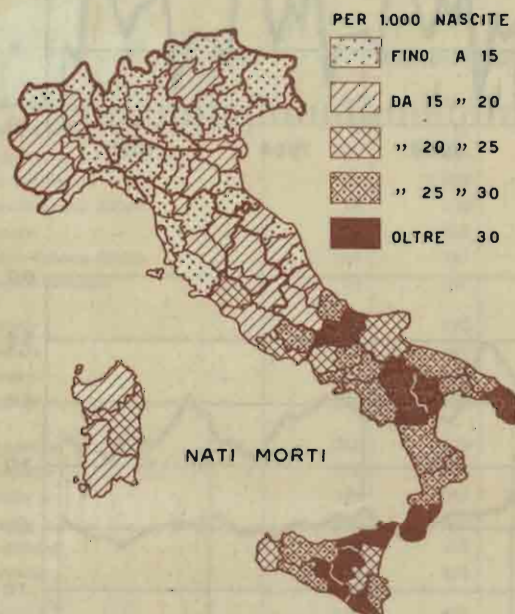 PER 1.000 NASCITE
FINO A 15
DA 15 " 20
" 20 " 25
" 25 " 30
OLTRE 30
NATI MORTI